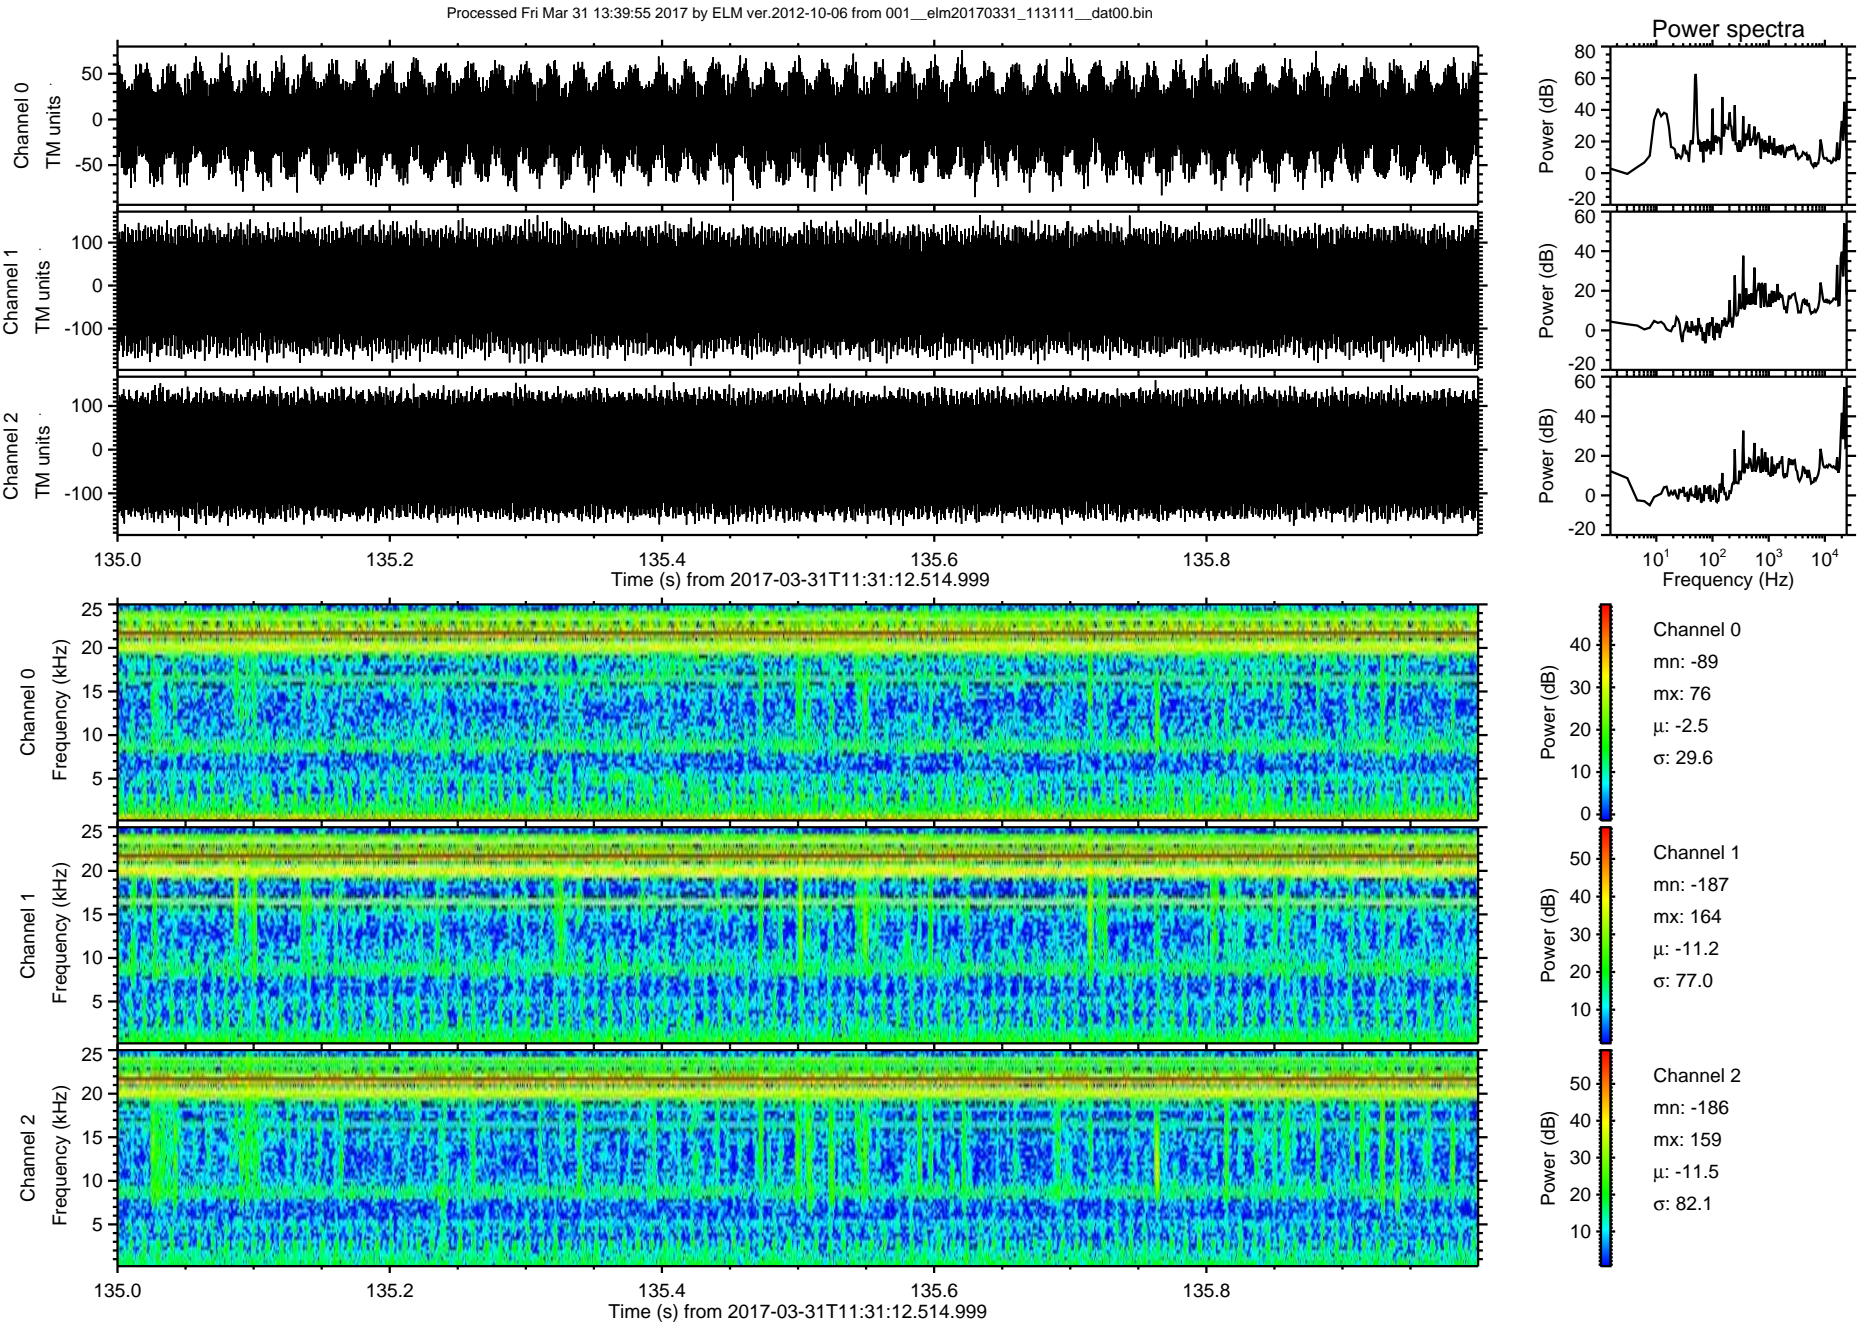 Processed Fri Mar 31 13:39:55 2017 by ELM ver.2012-10-06 from 001__elm20170331_113111__dat00.bin
Power spectra
Channel 0
TM units
50
0
-50
Power (dB)
80
60
40
20
0
-20
Channel 1
TM units
100
0
-100
Power (dB)
60
40
20
0
-20
Channel 2
TM units
100
0
-100
Power (dB)
60
40
20
0
-20
135.0 135.2 135.4 135.6 135.8
Time (s) from 2017-03-31T11:31:12.514.999
10^1 10^2 10^3 10^4
Frequency (Hz)
Channel 0
Frequency (kHz)
25
20
15
10
5
Power (dB)
40
30
20
10
0
Channel 0
mn: -89
mx: 76
μ: -2.5
σ: 29.6
Channel 1
Frequency (kHz)
25
20
15
10
5
Power (dB)
50
40
30
20
10
Channel 1
mn: -187
mx: 164
μ: -11.2
σ: 77.0
Channel 2
Frequency (kHz)
25
20
15
10
5
Power (dB)
50
40
30
20
10
Channel 2
mn: -186
mx: 159
μ: -11.5
σ: 82.1
135.0 135.2 135.4 135.6 135.8
Time (s) from 2017-03-31T11:31:12.514.999